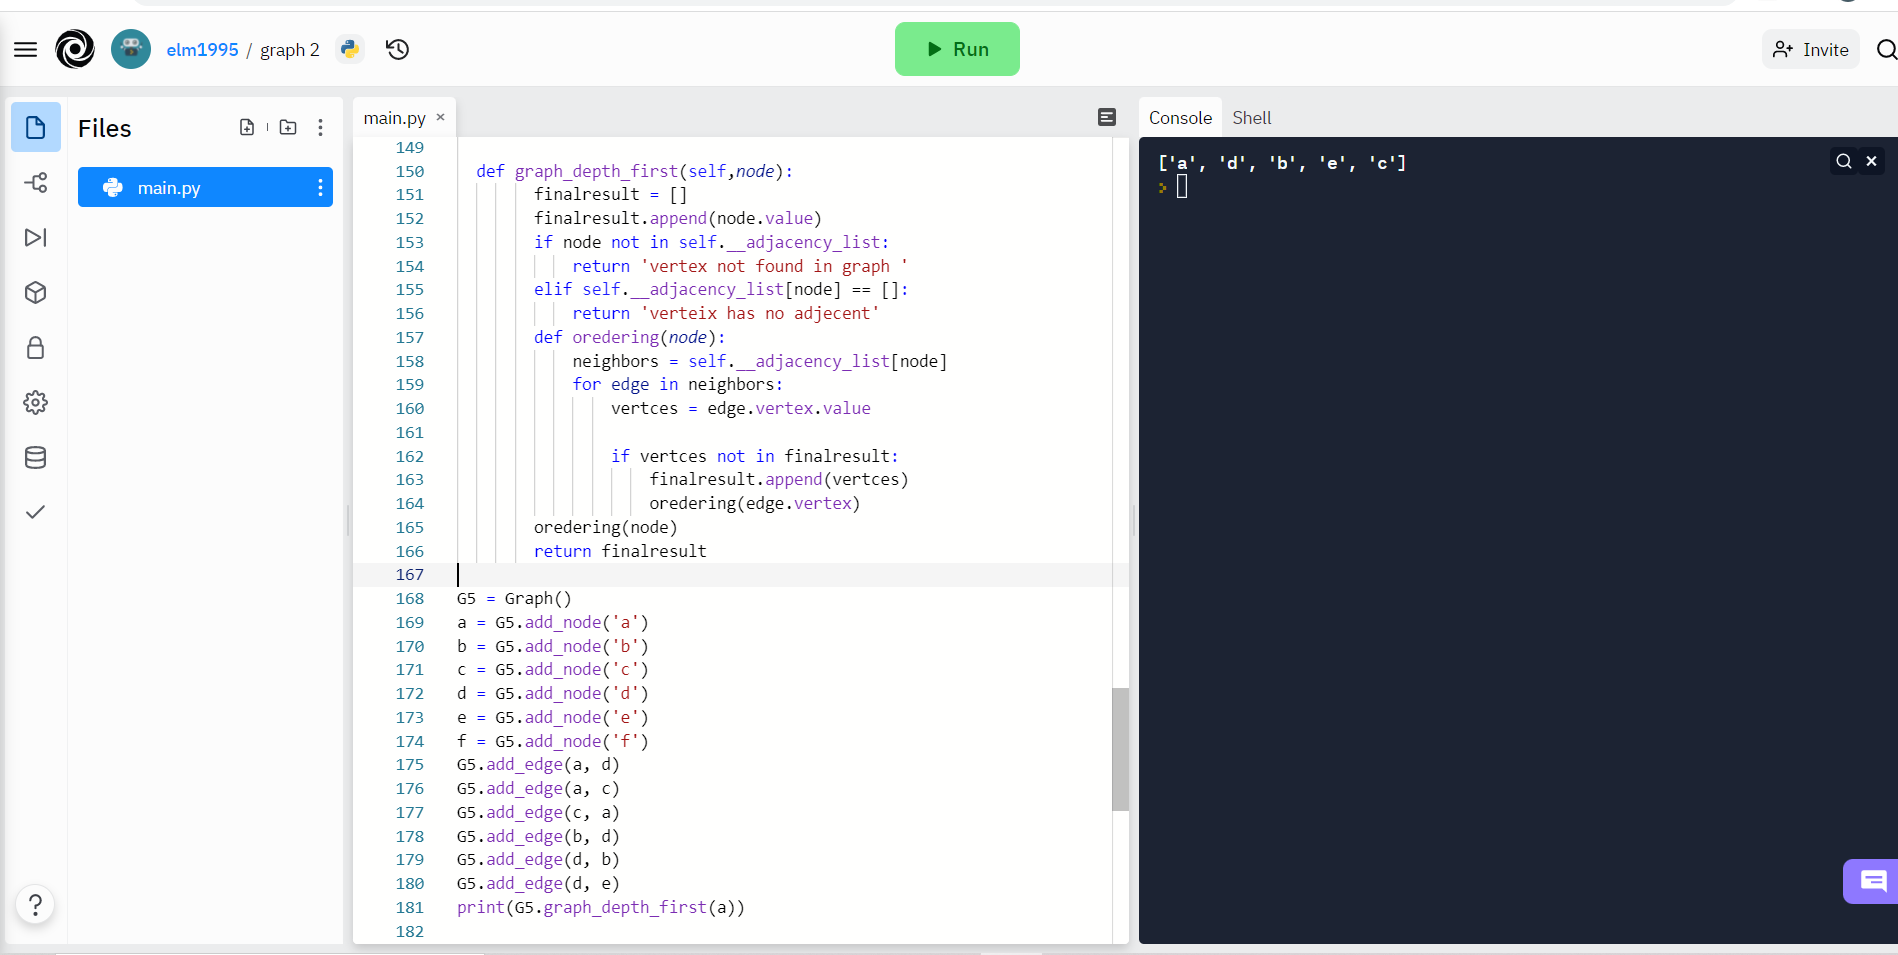 elm1995 / graph 2
Run
Invite
Files
main.py
main.py ×
149
150 def graph_depth_first(self,node):
151 finalresult = []
152 finalresult.append(node.value)
153 if node not in self.__adjacency_list:
154 return 'vertex not found in graph '
155 elif self.__adjacency_list[node] == []:
156 return 'verteix has no adjecent'
157 def oredering(node):
158 neighbors = self.__adjacency_list[node]
159 for edge in neighbors:
160 vertces = edge.vertex.value
161
162 if vertces not in finalresult:
163 finalresult.append(vertces)
164 oredering(edge.vertex)
165 oredering(node)
166 return finalresult
167
168 G5 = Graph()
169 a = G5.add_node('a')
170 b = G5.add_node('b')
171 c = G5.add_node('c')
172 d = G5.add_node('d')
173 e = G5.add_node('e')
174 f = G5.add_node('f')
175 G5.add_edge(a, d)
176 G5.add_edge(a, c)
177 G5.add_edge(c, a)
178 G5.add_edge(b, d)
179 G5.add_edge(d, b)
180 G5.add_edge(d, e)
181 print(G5.graph_depth_first(a))
182
Console Shell
['a', 'd', 'b', 'e', 'c']
?